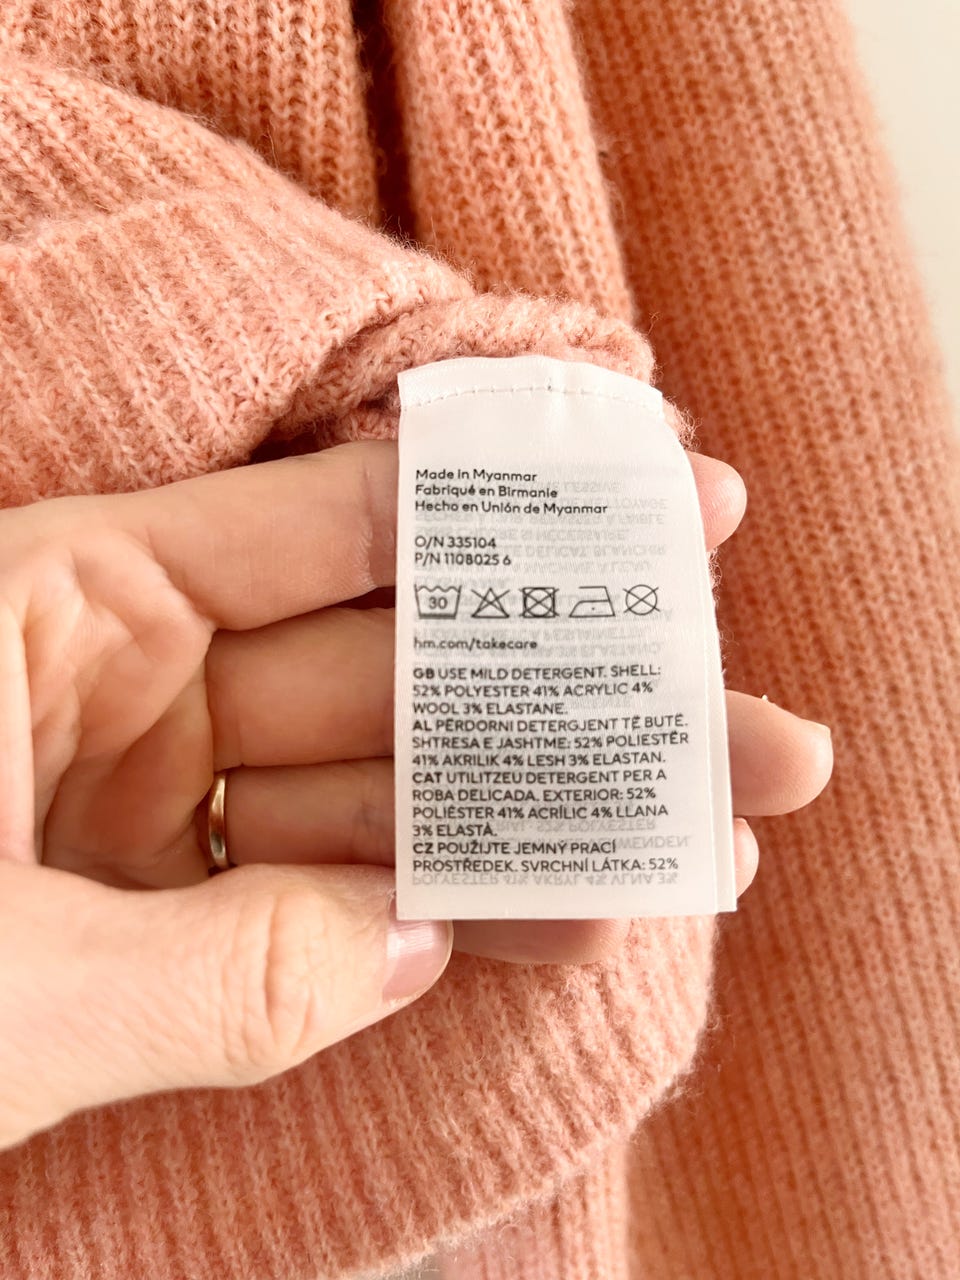 Made in Myanmar
Fabriqué en Birmanie
Hecho en Unión de Myanmar
O/N 335104
P/N 1108025 6
30
hm.com/takecare
GB USE MILD DETERGENT. SHELL:
52% POLYESTER 41% ACRYLIC 4%
WOOL 3% ELASTANE.
AL PËRDORNI DETERGJENT TË BUTË.
SHTRESA E JASHTME: 52% POLIESTËR
41% AKRILIK 4% LESH 3% ELASTAN.
CAT UTILITZEU DETERGENT PER A
ROBA DELICADA. EXTERIOR: 52%
POLIÈSTER 41% ACRÍLIC 4% LLANA
3% ELASTÀ.
CZ POUŽIJTE JEMNÝ PRACÍ
PROSTŘEDEK. SVRCHNÍ LÁTKA: 52%